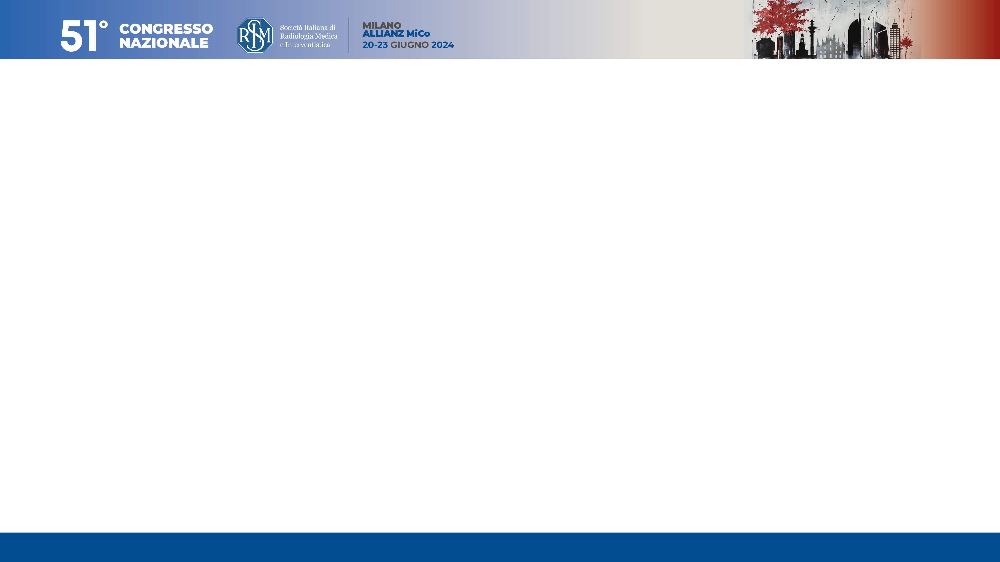 51° CONGRESSO
NAZIONALE
SIRM
Società Italiana di
Radiologia Medica
e Interventistica
MILANO
ALLIANZ MiCo
20-23 GIUGNO 2024